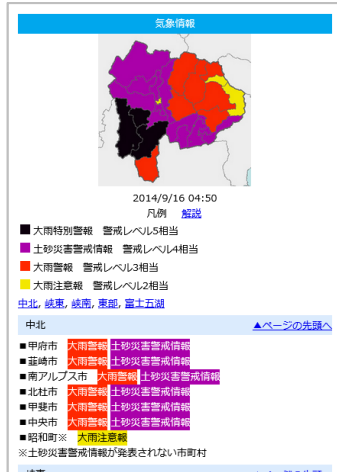 気象情報
2014/9/16 04:50
凡例 解説
■大雨特別警報 警戒レベル5相当
■土砂災害警戒情報 警戒レベル4相当
■大雨警報 警戒レベル3相当
■大雨注意報 警戒レベル2相当
中北, 峡東, 峡南, 東部, 富士五湖
中北 ▲ページの先頭へ
■甲府市 大雨警報 土砂災害警戒情報
■韮崎市 大雨警報 土砂災害警戒情報
■南アルプス市 大雨警報 土砂災害警戒情報
■北杜市 大雨警報 土砂災害警戒情報
■甲斐市 大雨警報 土砂災害警戒情報
■中央市 大雨警報 土砂災害警戒情報
■昭和町※ 大雨注意報
※土砂災害警戒情報が発表されない市町村